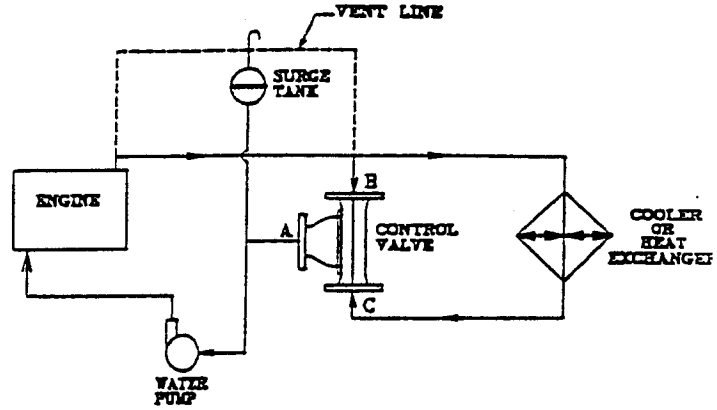 VENT LINE
SURGE
TANK
ENGINE
B
A
CONTROL
VALVE
C
COOLER
OR
HEAT
EXCHANGER
WATER
PUMP